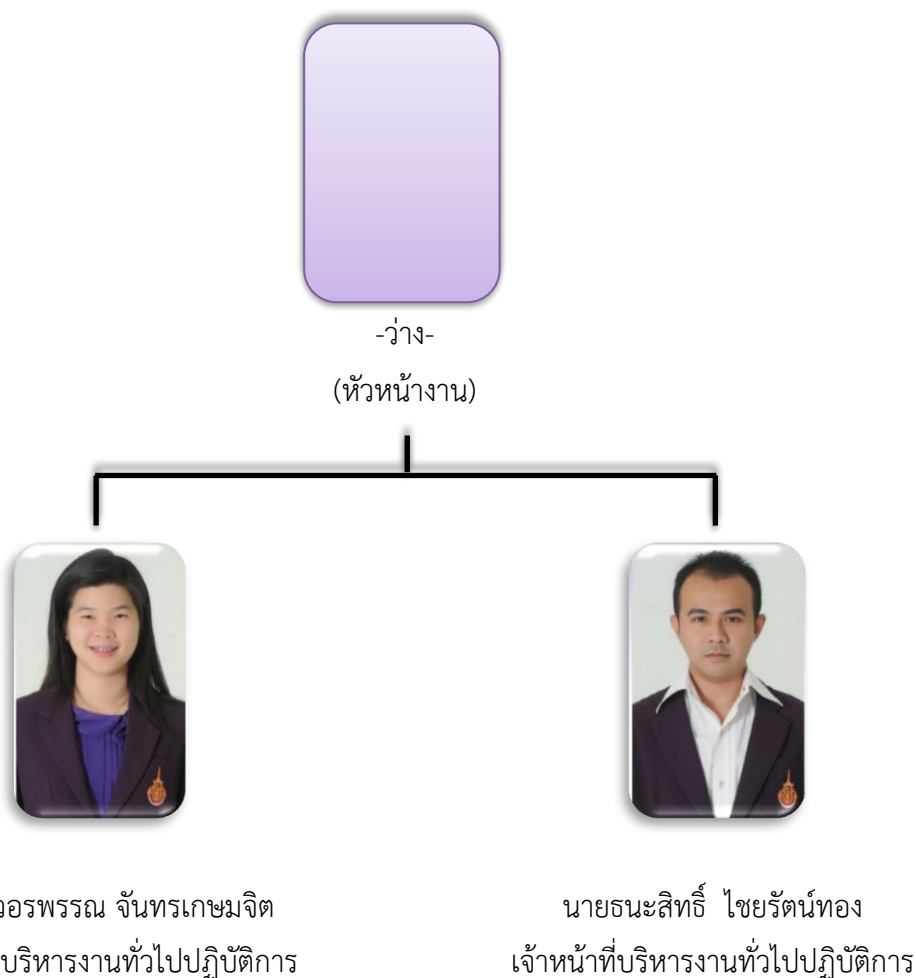 -ว่าง-
(หัวหน้างาน)
วอรพรรณ จันทรเกษมจิต
บริหารงานทั่วไปปฏิบัติการ
นายธนะสิทธิ์ ไชยรัตน์ทอง
เจ้าหน้าที่บริหารงานทั่วไปปฏิบัติการ